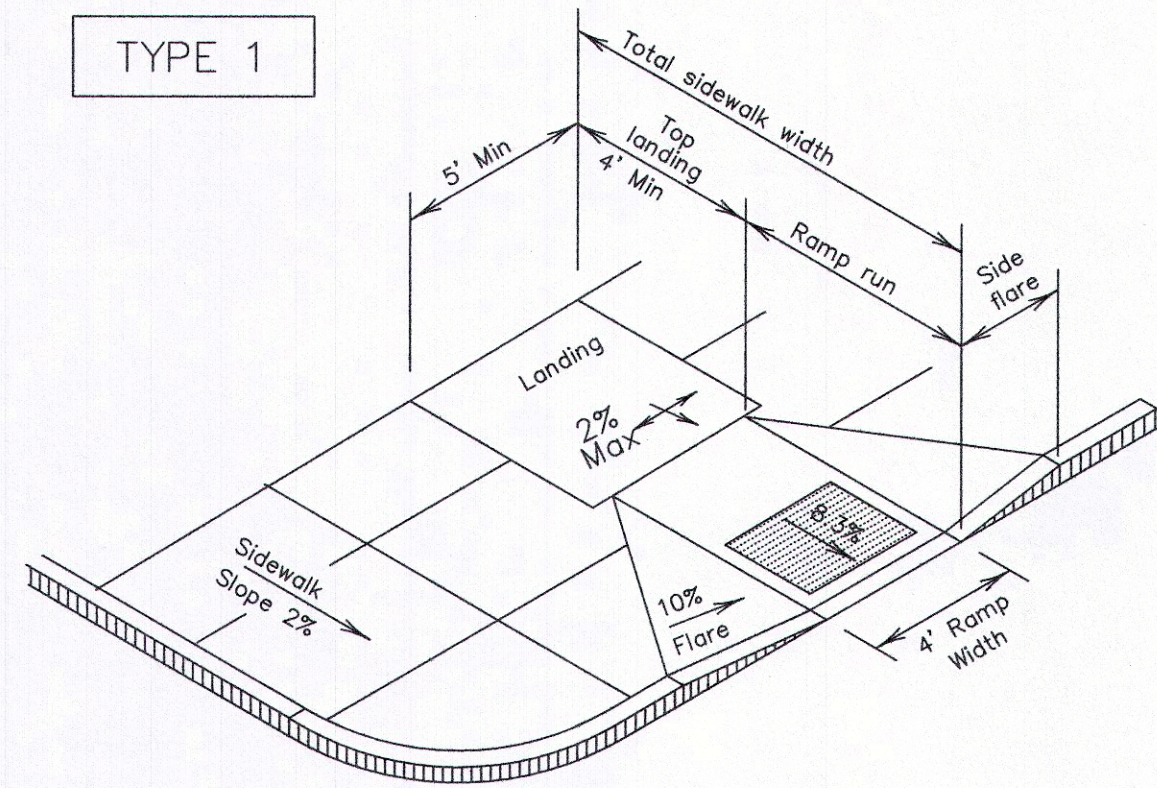 TYPE 1
Total sidewalk width
5' Min
Top
landing
4' Min
Ramp run
Side
flare
Landing
2%
Max
8.3%
Sidewalk
Slope 2%
10%
Flare
4' Ramp
Width